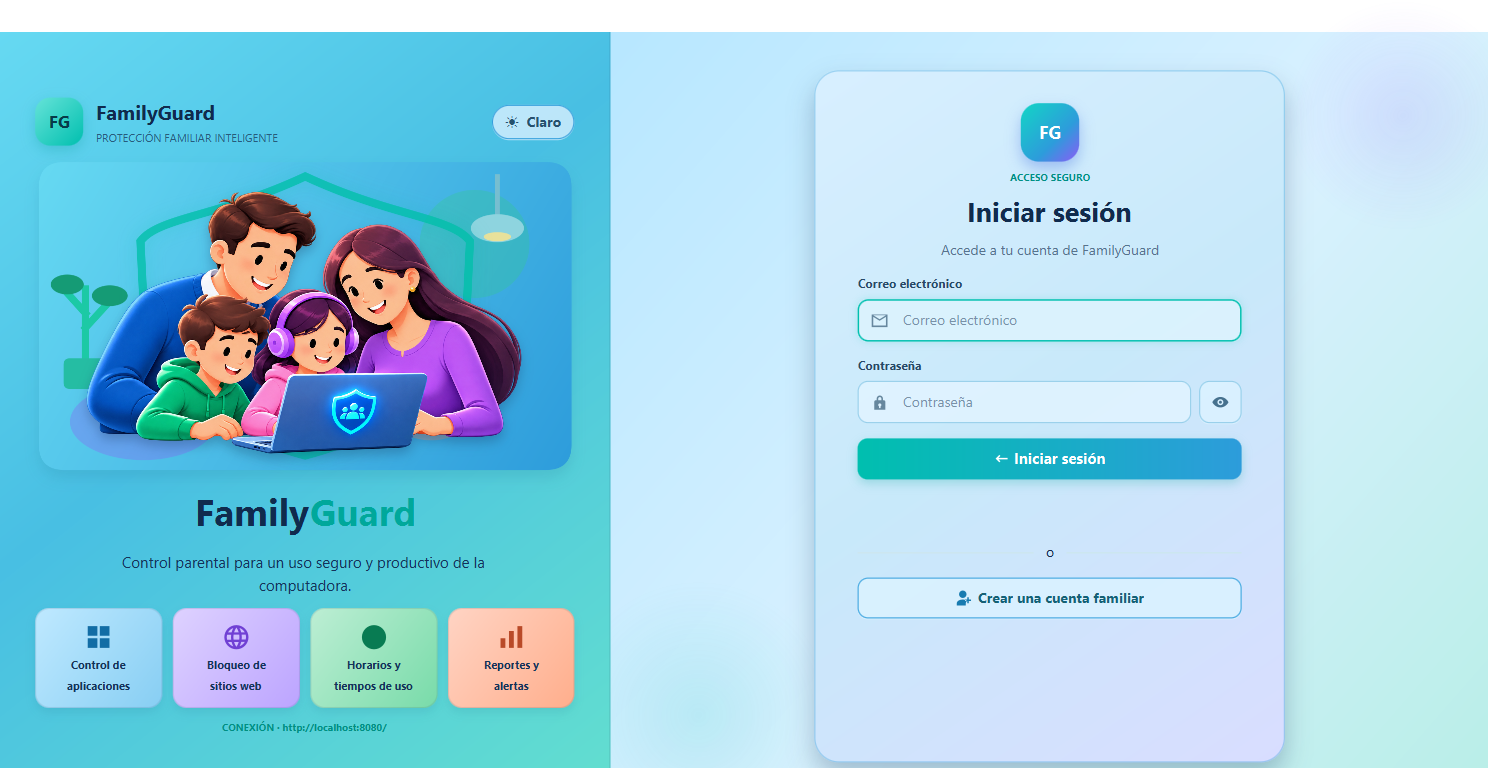 FG
FamilyGuard
PROTECCIÓN FAMILIAR INTELIGENTE
Claro
FamilyGuard
Control parental para un uso seguro y productivo de la
computadora.
Control de
aplicaciones
Bloqueo de
sitios web
Horarios y
tiempos de uso
Reportes y
alertas
CONEXIÓN - http://localhost:8080/
FG
ACCESO SEGURO
Iniciar sesión
Accede a tu cuenta de FamilyGuard
Correo electrónico
Correo electrónico
Contraseña
Contraseña
← Iniciar sesión
o
Crear una cuenta familiar